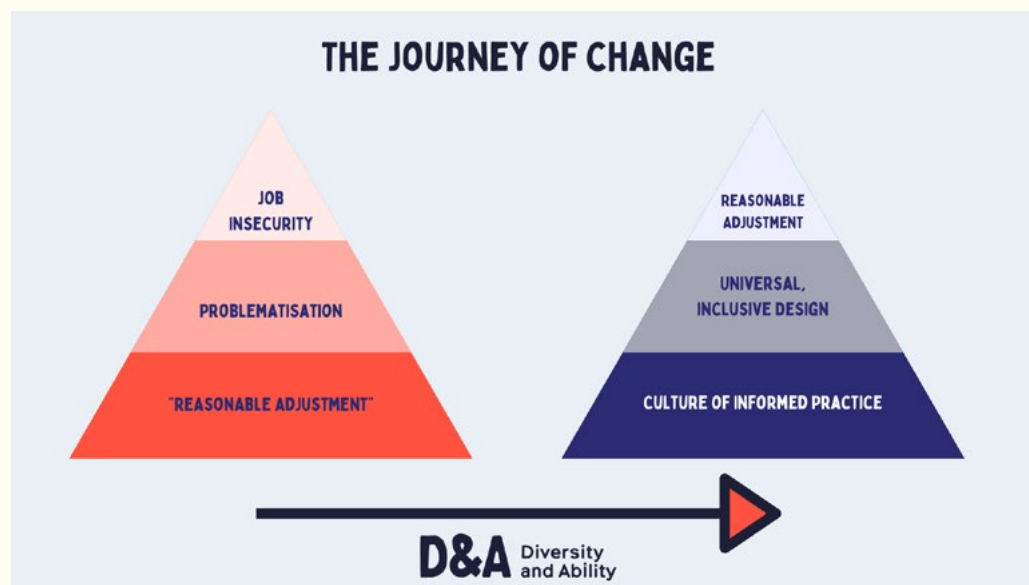 THE JOURNEY OF CHANGE
JOB
INSECURITY
PROBLEMATISATION
"REASONABLE ADJUSTMENT"
REASONABLE
ADJUSTMENT
UNIVERSAL,
INCLUSIVE DESIGN
CULTURE OF INFORMED PRACTICE
D&A Diversity
and Ability